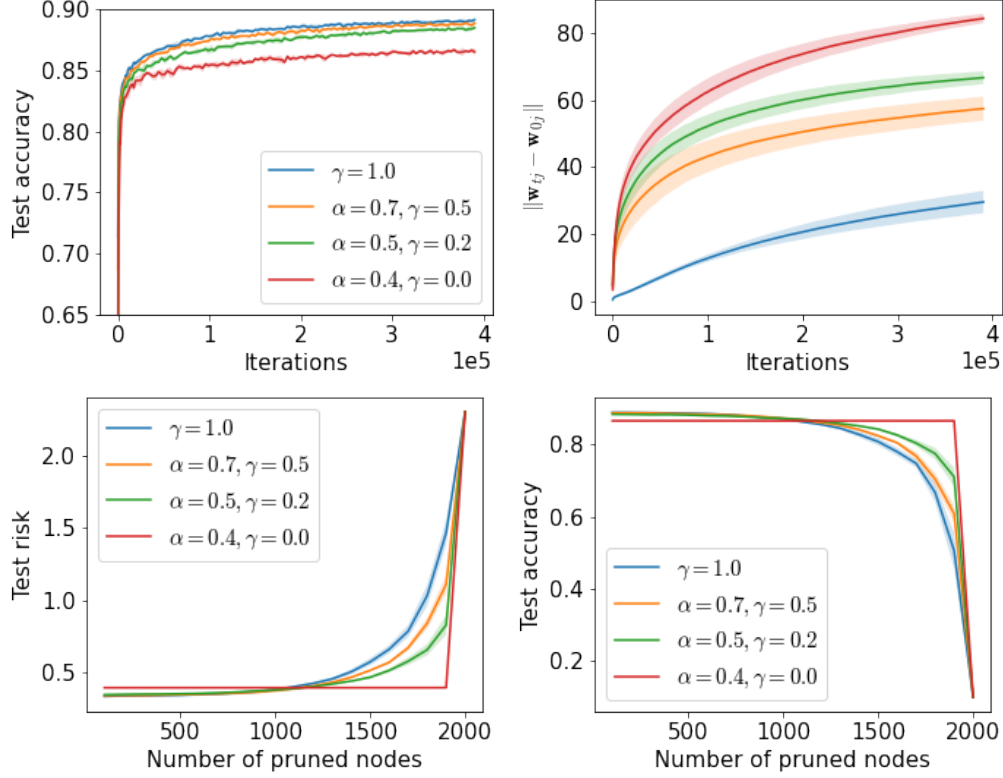 0.90
0.85
0.80
0.75
0.70
0.65
Test accuracy
γ = 1.0
α = 0.7, γ = 0.5
α = 0.5, γ = 0.2
α = 0.4, γ = 0.0
0 1 2 3 4
1e5
Iterations
80
60
40
20
0
||w_{tj} − w_{0j}||
0 1 2 3 4
1e5
Iterations
2.0
1.5
1.0
0.5
Test risk
γ = 1.0
α = 0.7, γ = 0.5
α = 0.5, γ = 0.2
α = 0.4, γ = 0.0
500 1000 1500 2000
Number of pruned nodes
0.8
0.6
0.4
0.2
Test accuracy
γ = 1.0
α = 0.7, γ = 0.5
α = 0.5, γ = 0.2
α = 0.4, γ = 0.0
500 1000 1500 2000
Number of pruned nodes